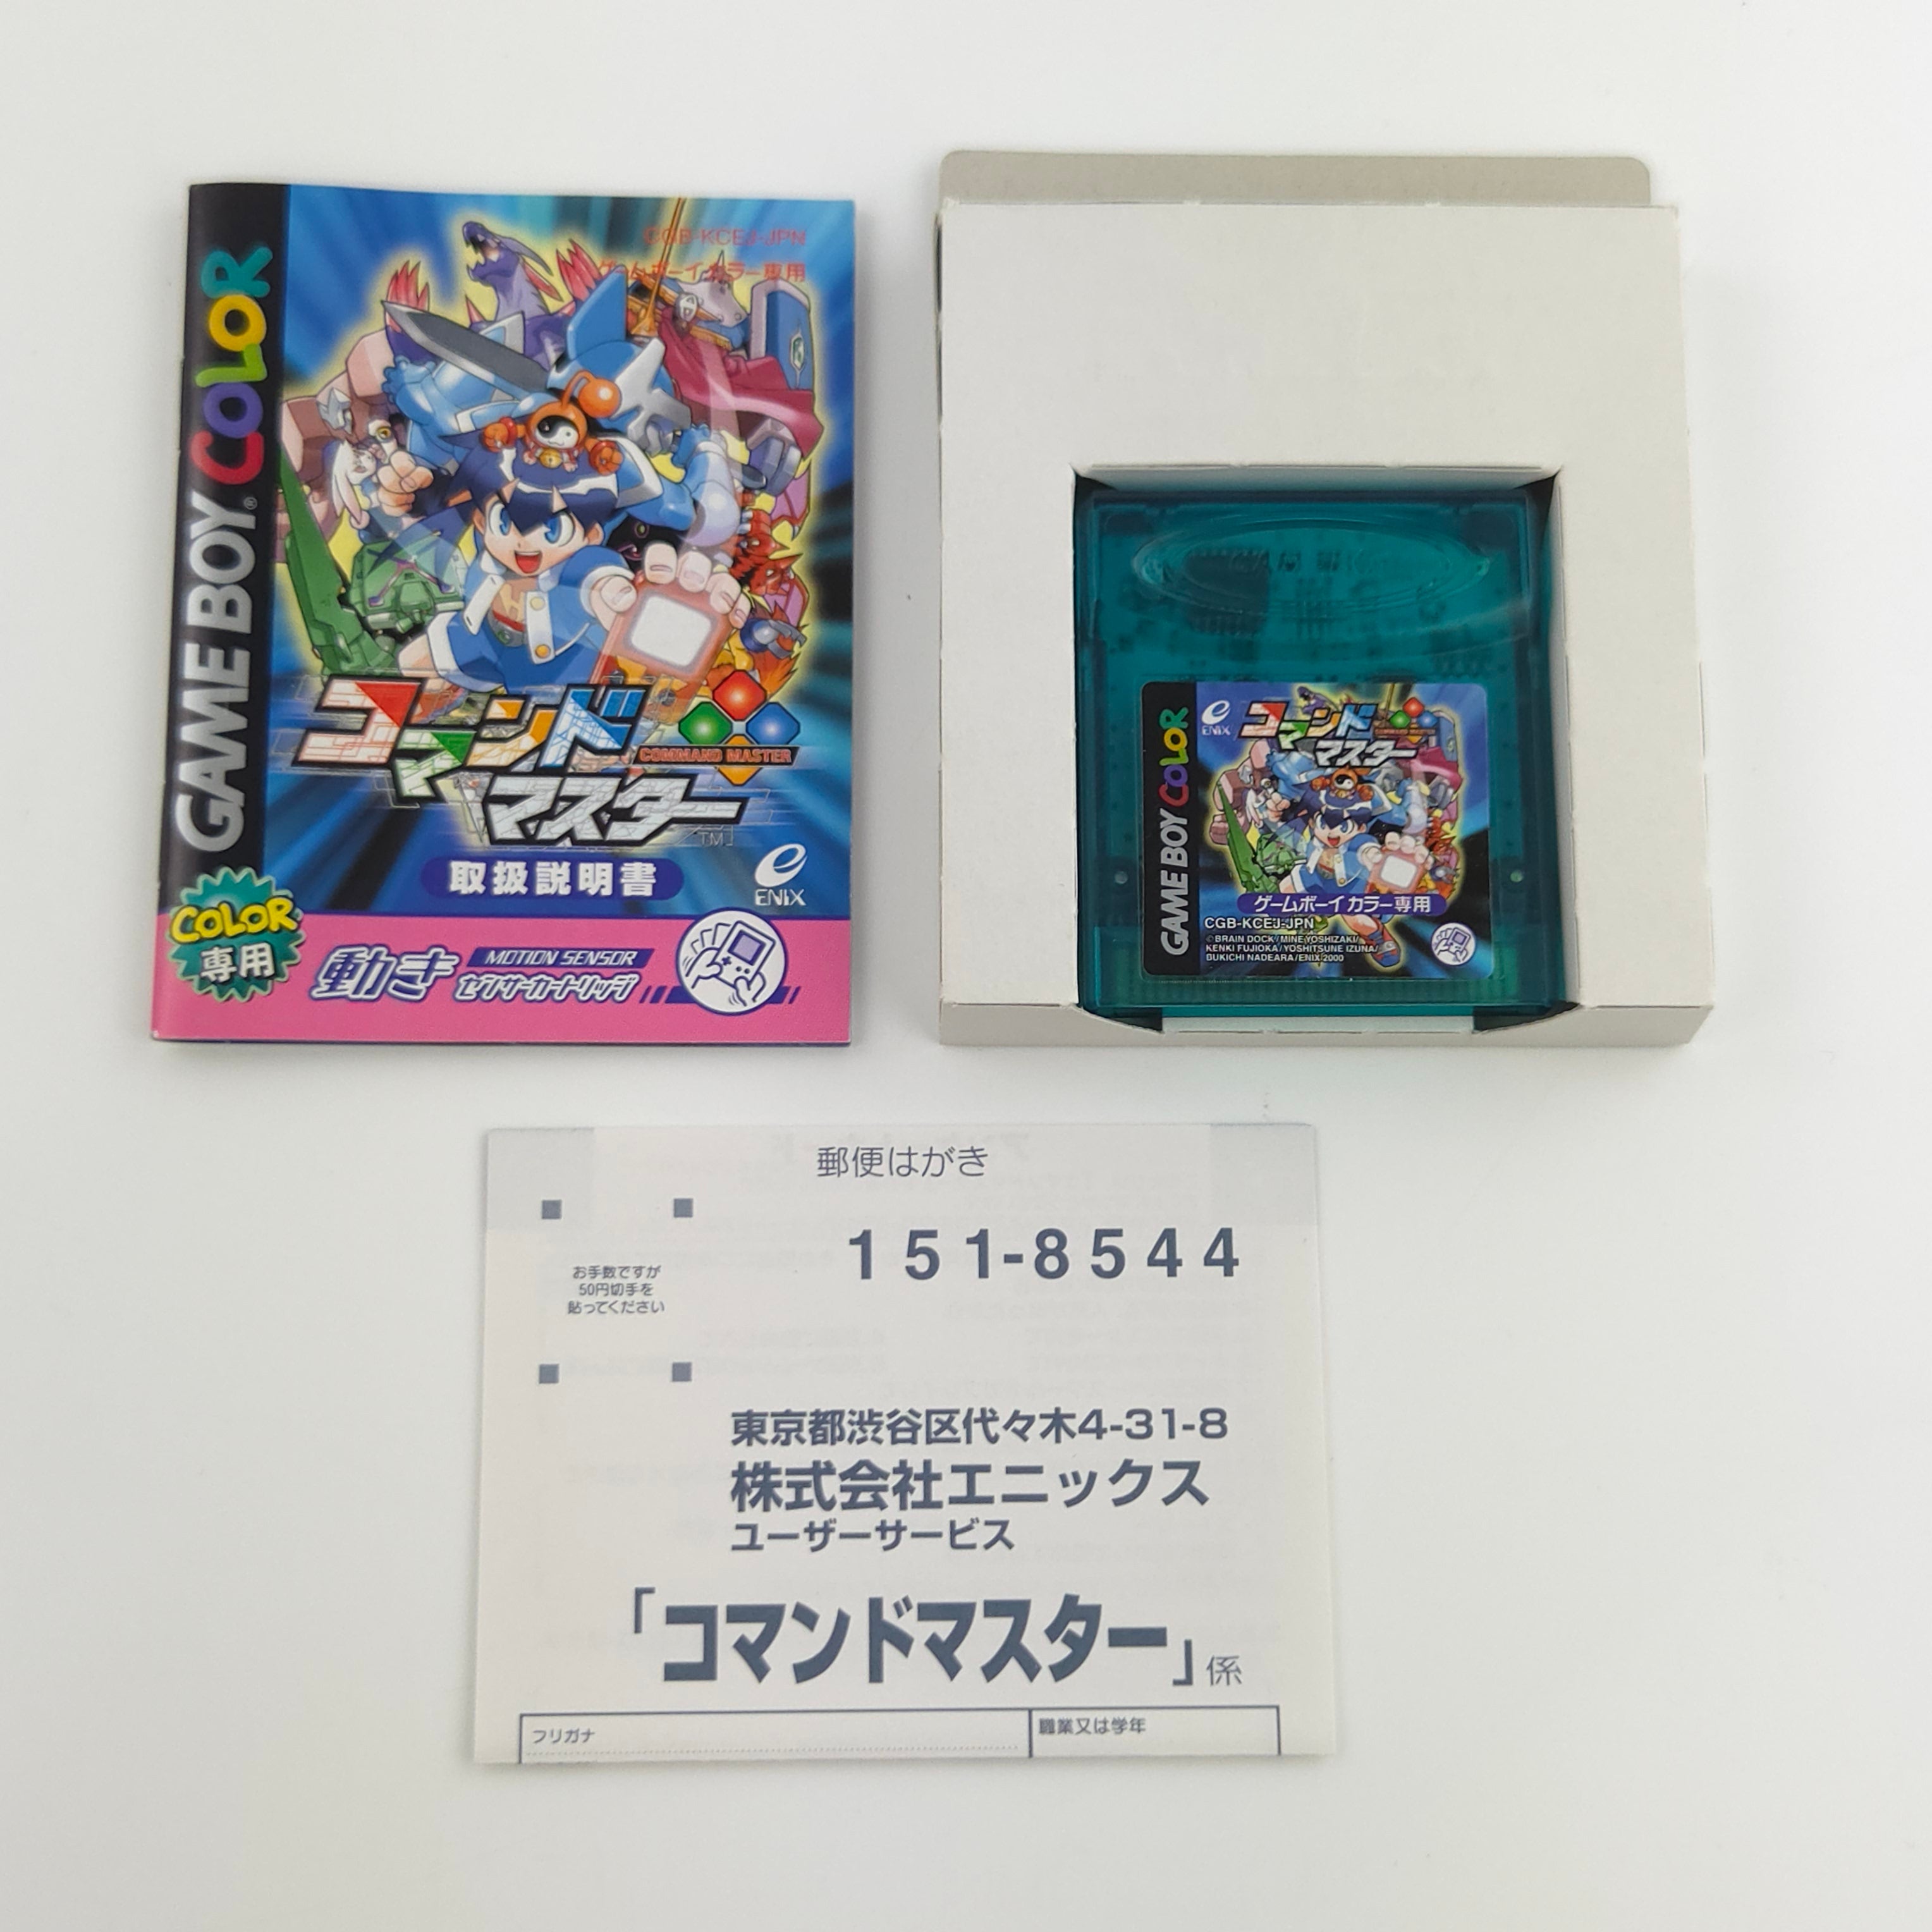 GAME BOY COLOR
CGB-KCEJ-JPN
ゲームボーイ カラー専用
コマンド
マスター
COMMAND MASTER
TM
取扱説明書
ENIX
COLOR
専用
動き
MOTION SENSOR
センサーカートリッジ
GAME BOY COLOR
ENIX
コマンド
マスター
ゲームボーイ カラー専用
CGB-KCEJ-JPN
©BRAIN DOCK/MINE YOSHIZAKI/
KENKI FUJIOKA/YOSHITSUNE IZUNA/
BUKICHI NADEARA/ENIX 2000
郵便はがき
151-8544
お手数ですが
50円切手を
貼ってください
東京都渋谷区代々木4-31-8
株式会社エニックス
ユーザーサービス
「コマンドマスター」係
フリガナ
職業又は学年